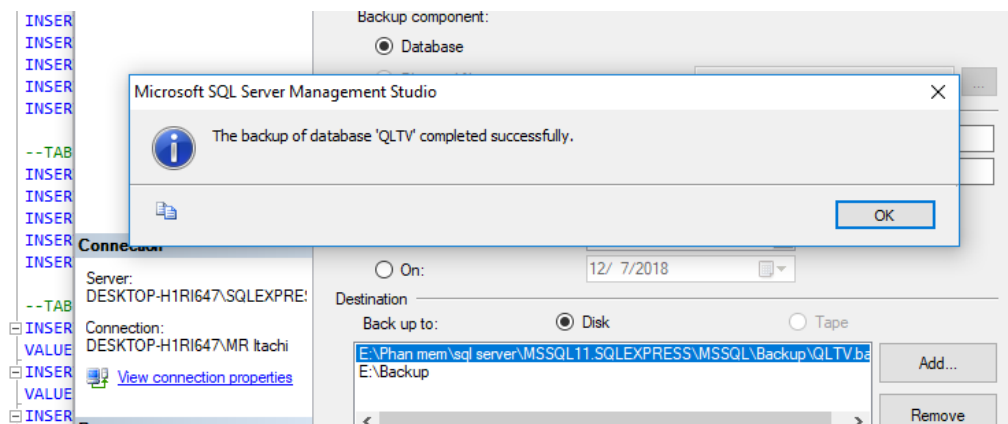 INSER
INSER
INSER
INSER
INSER
--TAB
INSER
INSER
INSER
INSER
INSER
--TAB
INSER
VALUE
INSER
VALUE
INSER
Backup component:
Database
...
Microsoft SQL Server Management Studio
The backup of database 'QLTV' completed successfully.
OK
Connection
Server:
DESKTOP-H1RI647\SQLEXPRE
Connection:
DESKTOP-H1RI647\MR Itachi
View connection properties
On:
12/ 7/2018
Destination
Back up to:
Disk
Tape
E:\Phan mem\sql server\MSSQL11.SQLEXPRESS\MSSQL\Backup\QLTV.ba
E:\Backup
Add...
Remove